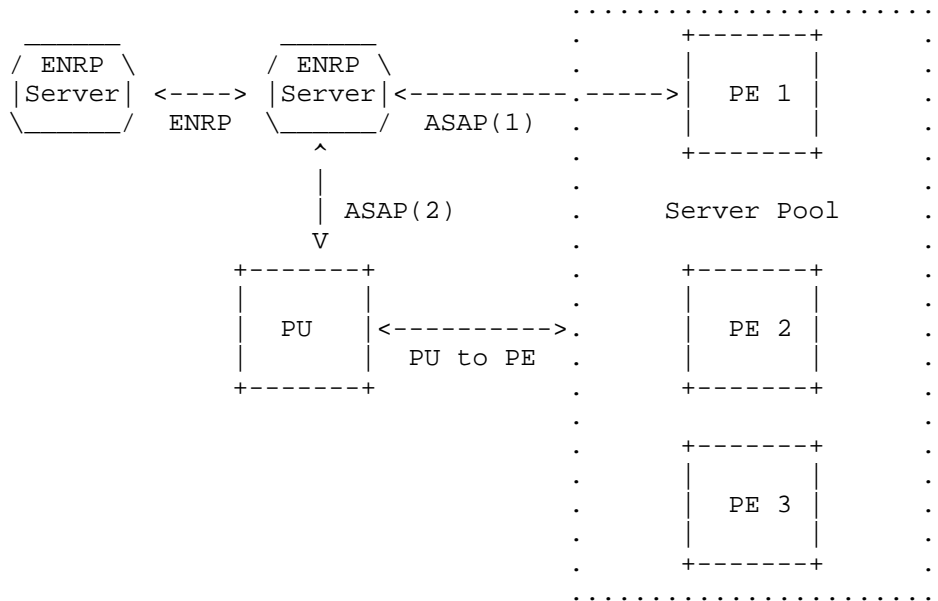 ENRP ENRP
Server <----> Server <---------------------> PE 1
ENRP ASAP(1)
ASAP(2) Server Pool
PU <----------> PE 2
PU to PE
PE 3